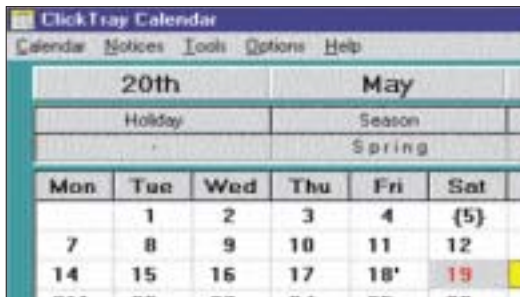 ClickTray Calendar
Calendar Notices Tools Options Help
20th May
Holiday Season
- Spring
Mon Tue Wed Thu Fri Sat
1 2 3 4 {5}
7 8 9 10 11 12
14 15 16 17 18' 19